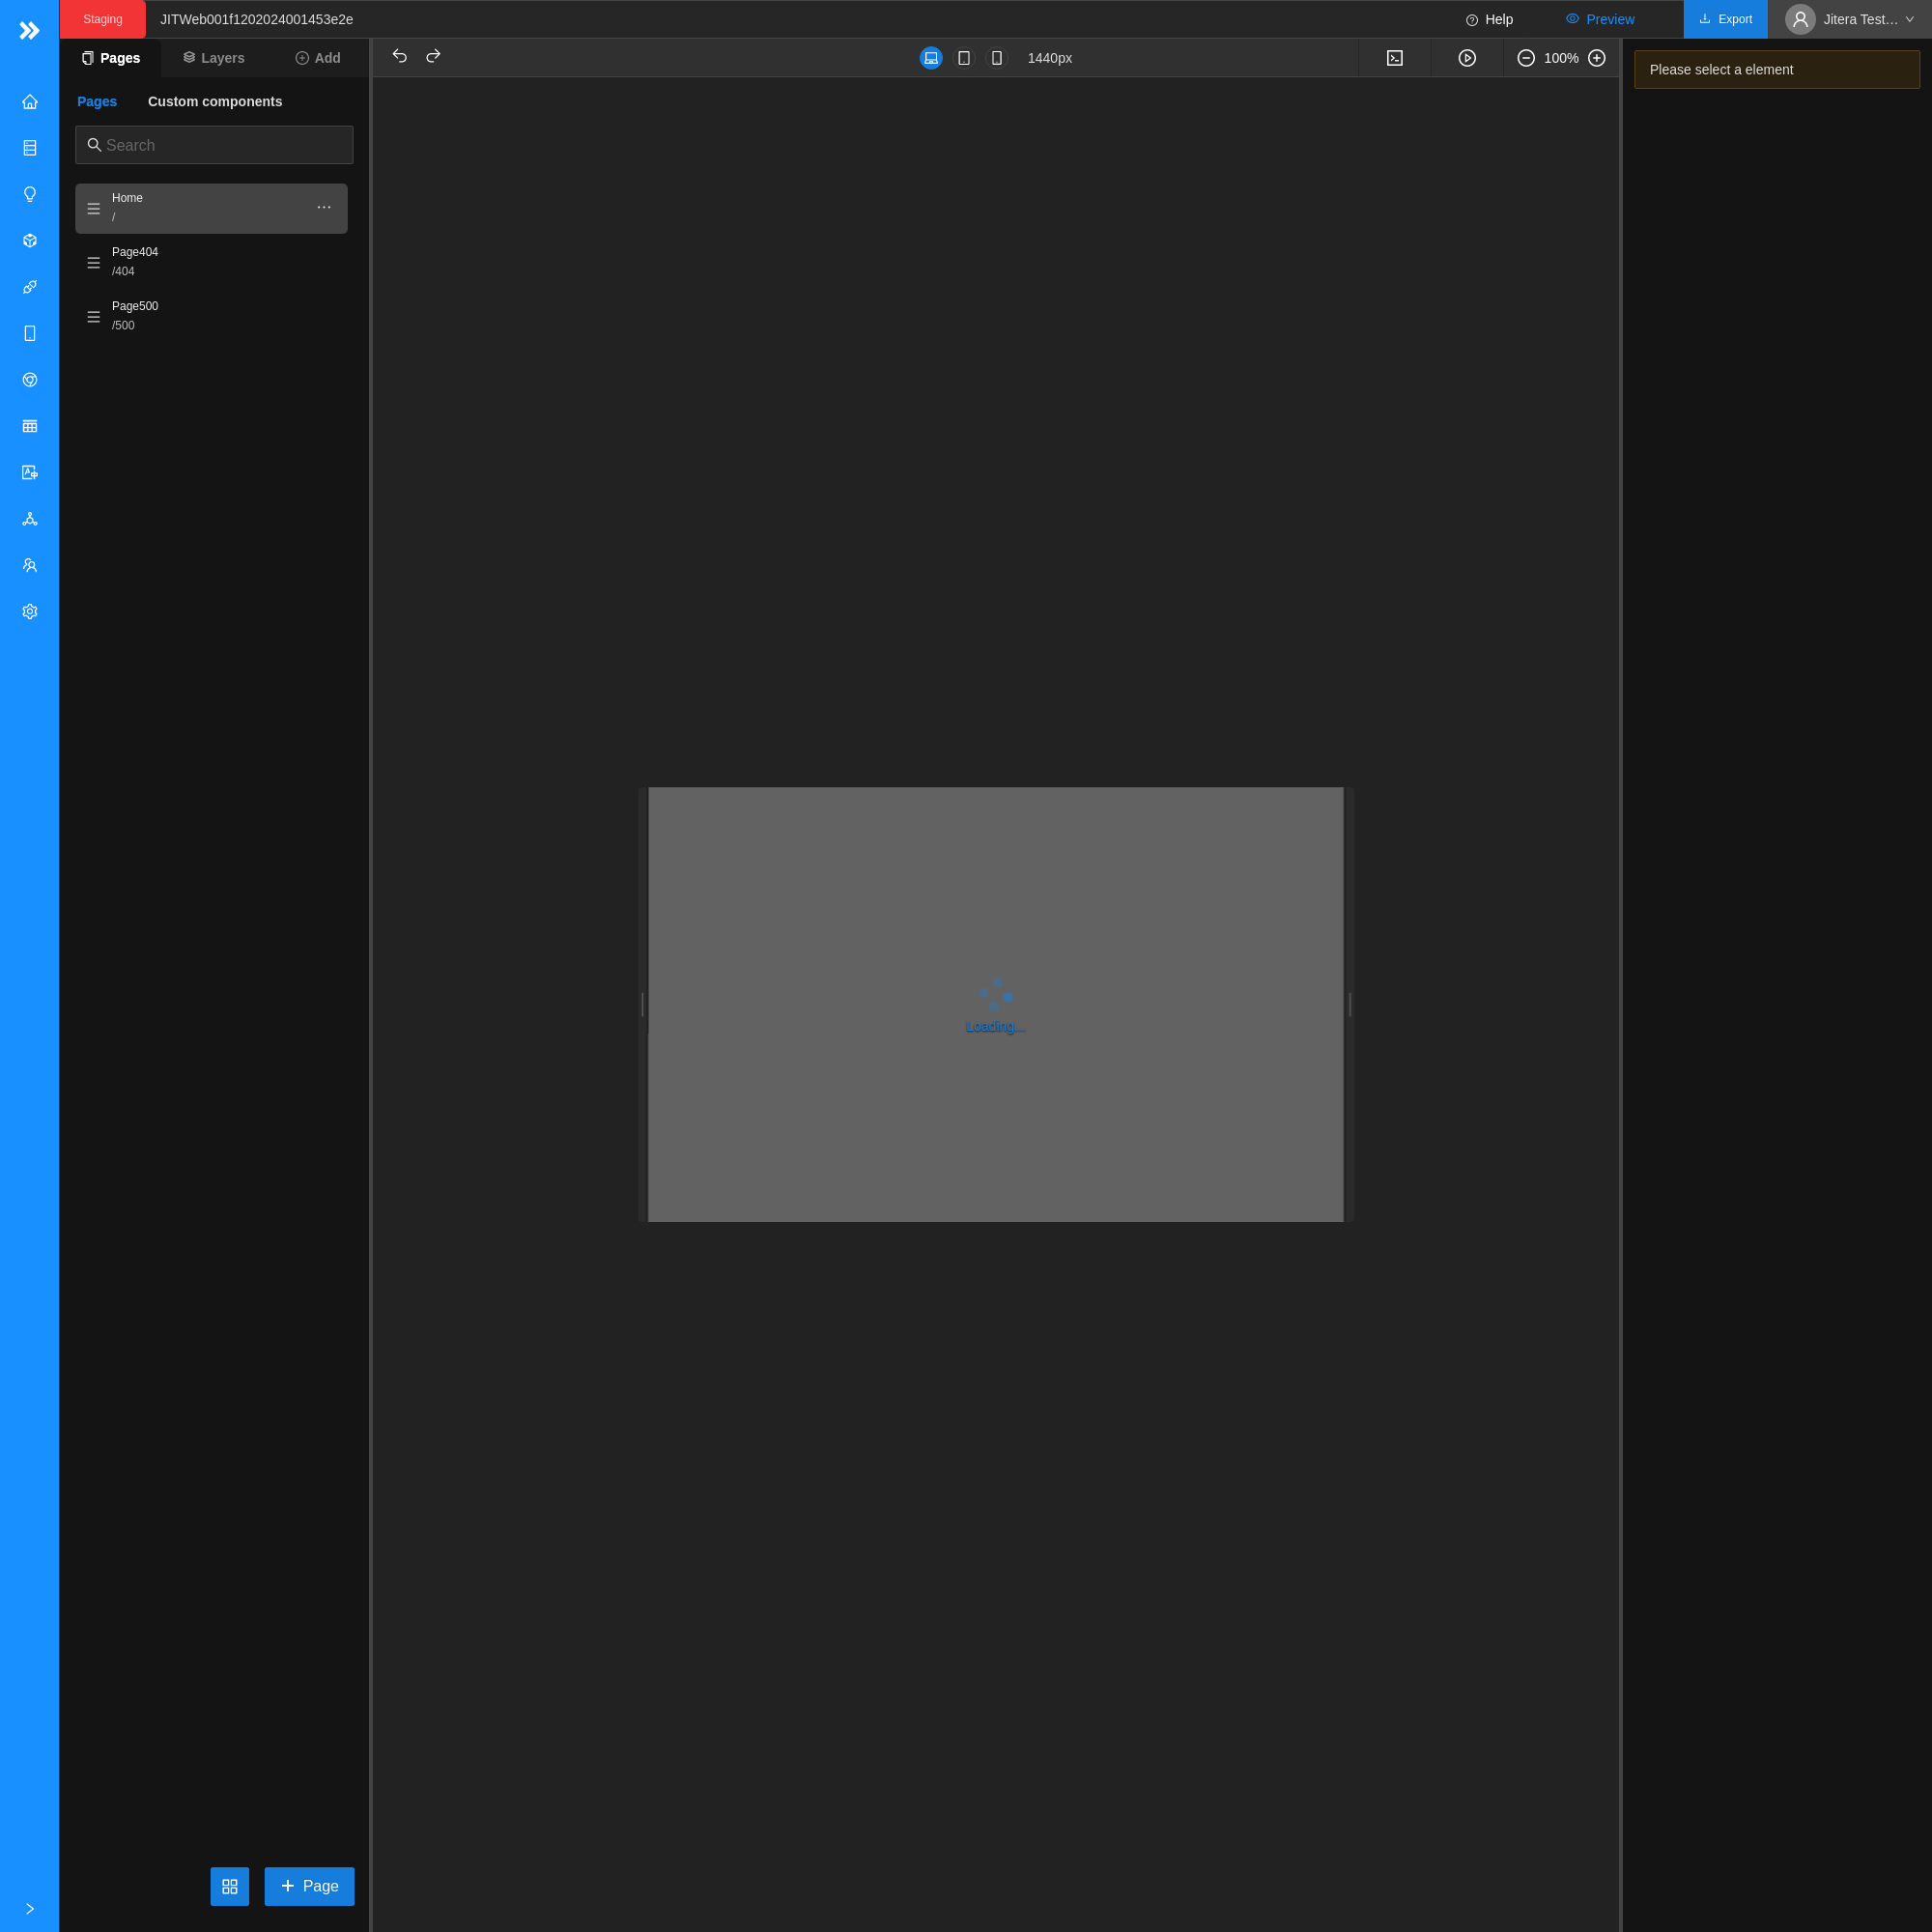 Staging
JITWeb001f1202024001453e2e
Help
Preview
Export
Jitera Test…
Pages
Layers
Add
1440px
100%
Please select a element
Pages
Custom components
Search
Home
/
Page404
/404
Page500
/500
Loading...
Page